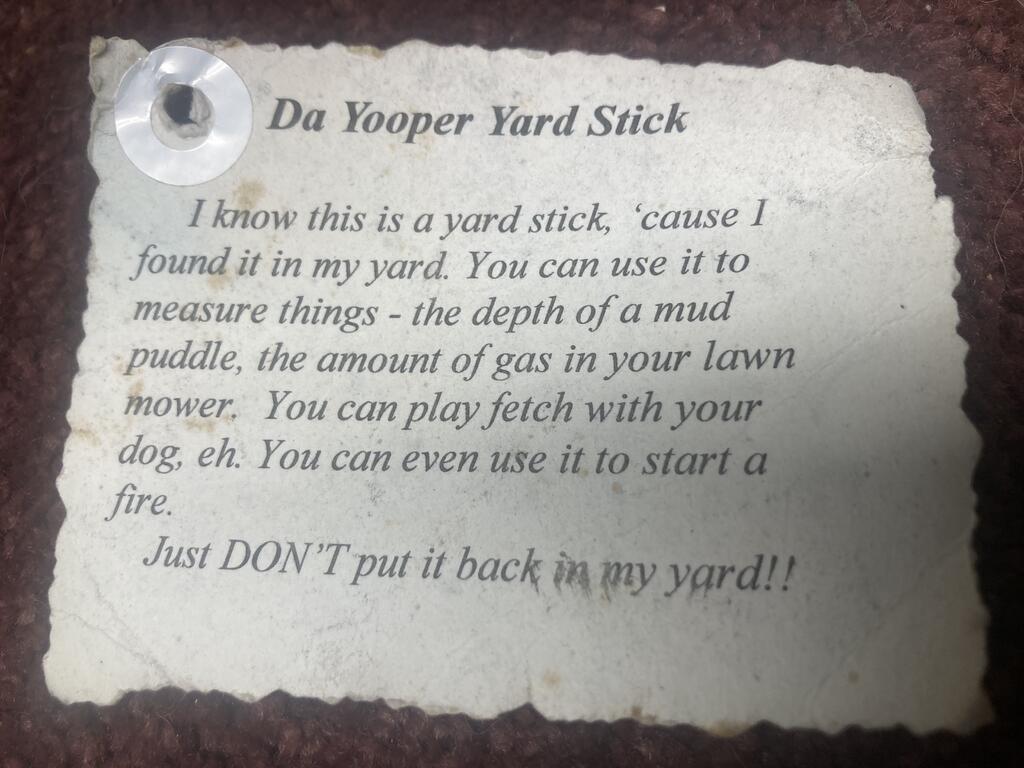 Da Yooper Yard Stick
I know this is a yard stick, ‘cause I
found it in my yard. You can use it to
measure things - the depth of a mud
puddle, the amount of gas in your lawn
mower. You can play fetch with your
dog, eh. You can even use it to start a
fire.
Just DON’T put it back in my yard!!